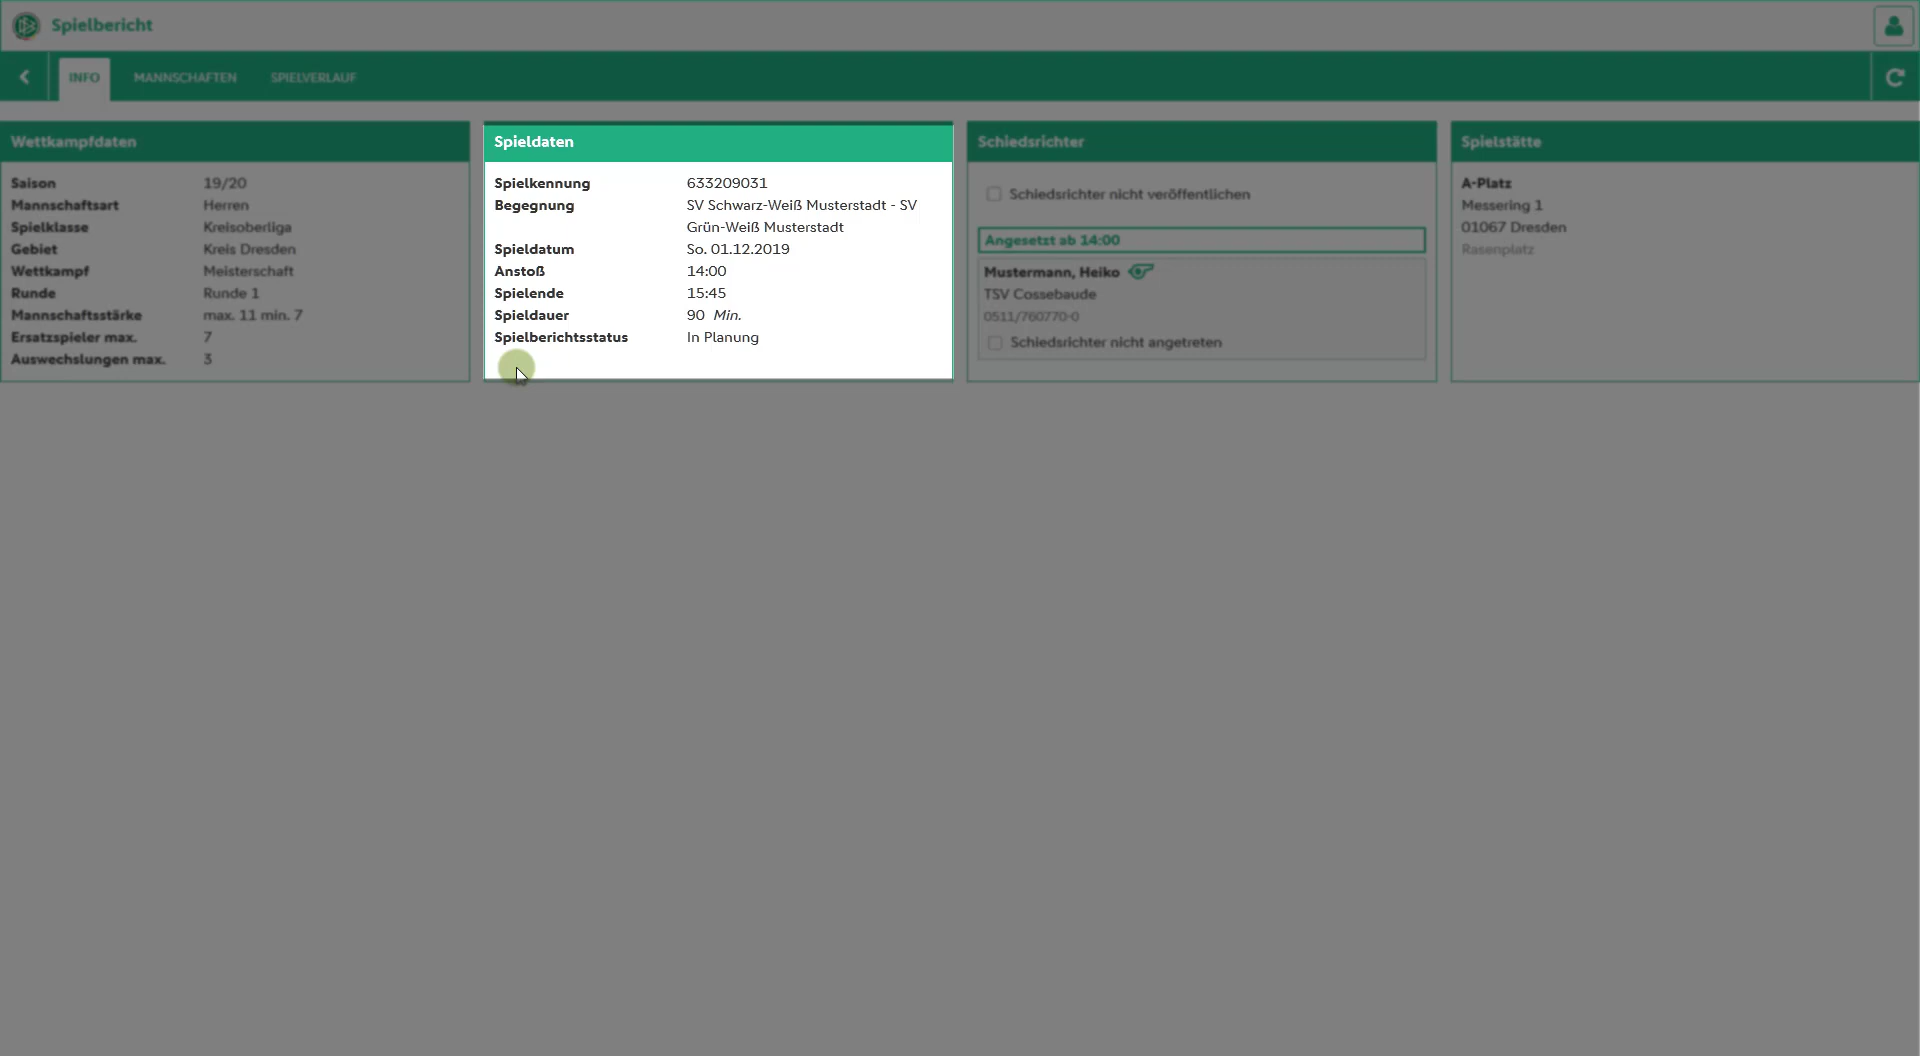 Spielbericht
INFO MANNSCHAFTEN SPIELVERLAUF
Wettkampfdaten
Saison 19/20
Mannschaftsart Herren
Spielklasse Kreisoberliga
Gebiet Kreis Dresden
Wettkampf Meisterschaft
Runde Runde 1
Mannschaftsstärke max. 11 min. 7
Ersatzspieler max. 7
Auswechslungen max. 3
Spieldaten
Spielkennung 633209031
Begegnung SV Schwarz-Weiß Musterstadt - SV
Grün-Weiß Musterstadt
Spieldatum So. 01.12.2019
Anstoß 14:00
Spielende 15:45
Spieldauer 90 Min.
Spielberichtsstatus In Planung
Schiedsrichter
Schiedsrichter nicht veröffentlichen
Angesetzt ab 14:00
Mustermann, Heiko
TSV Cossebaude
0511/760770-0
Schiedsrichter nicht angetreten
Spielstätte
A-Platz
Messering 1
01067 Dresden
Rasenplatz